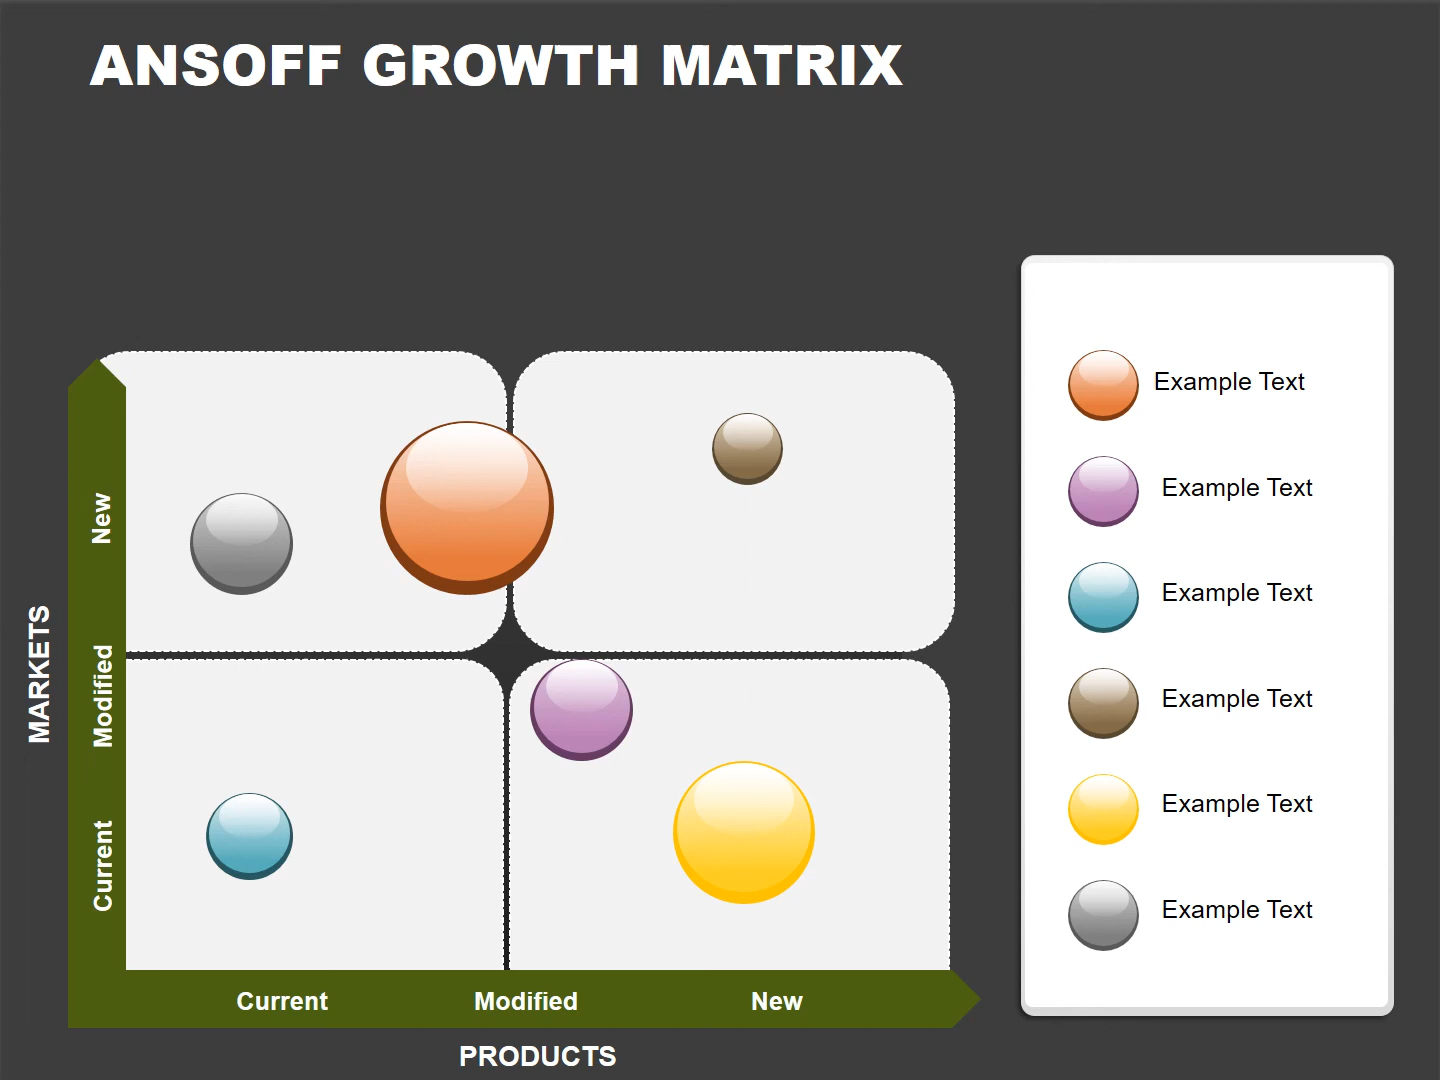 ANSOFF GROWTH MATRIX
MARKETS
New
Modified
Current
Current
Modified
New
PRODUCTS
Example Text
Example Text
Example Text
Example Text
Example Text
Example Text